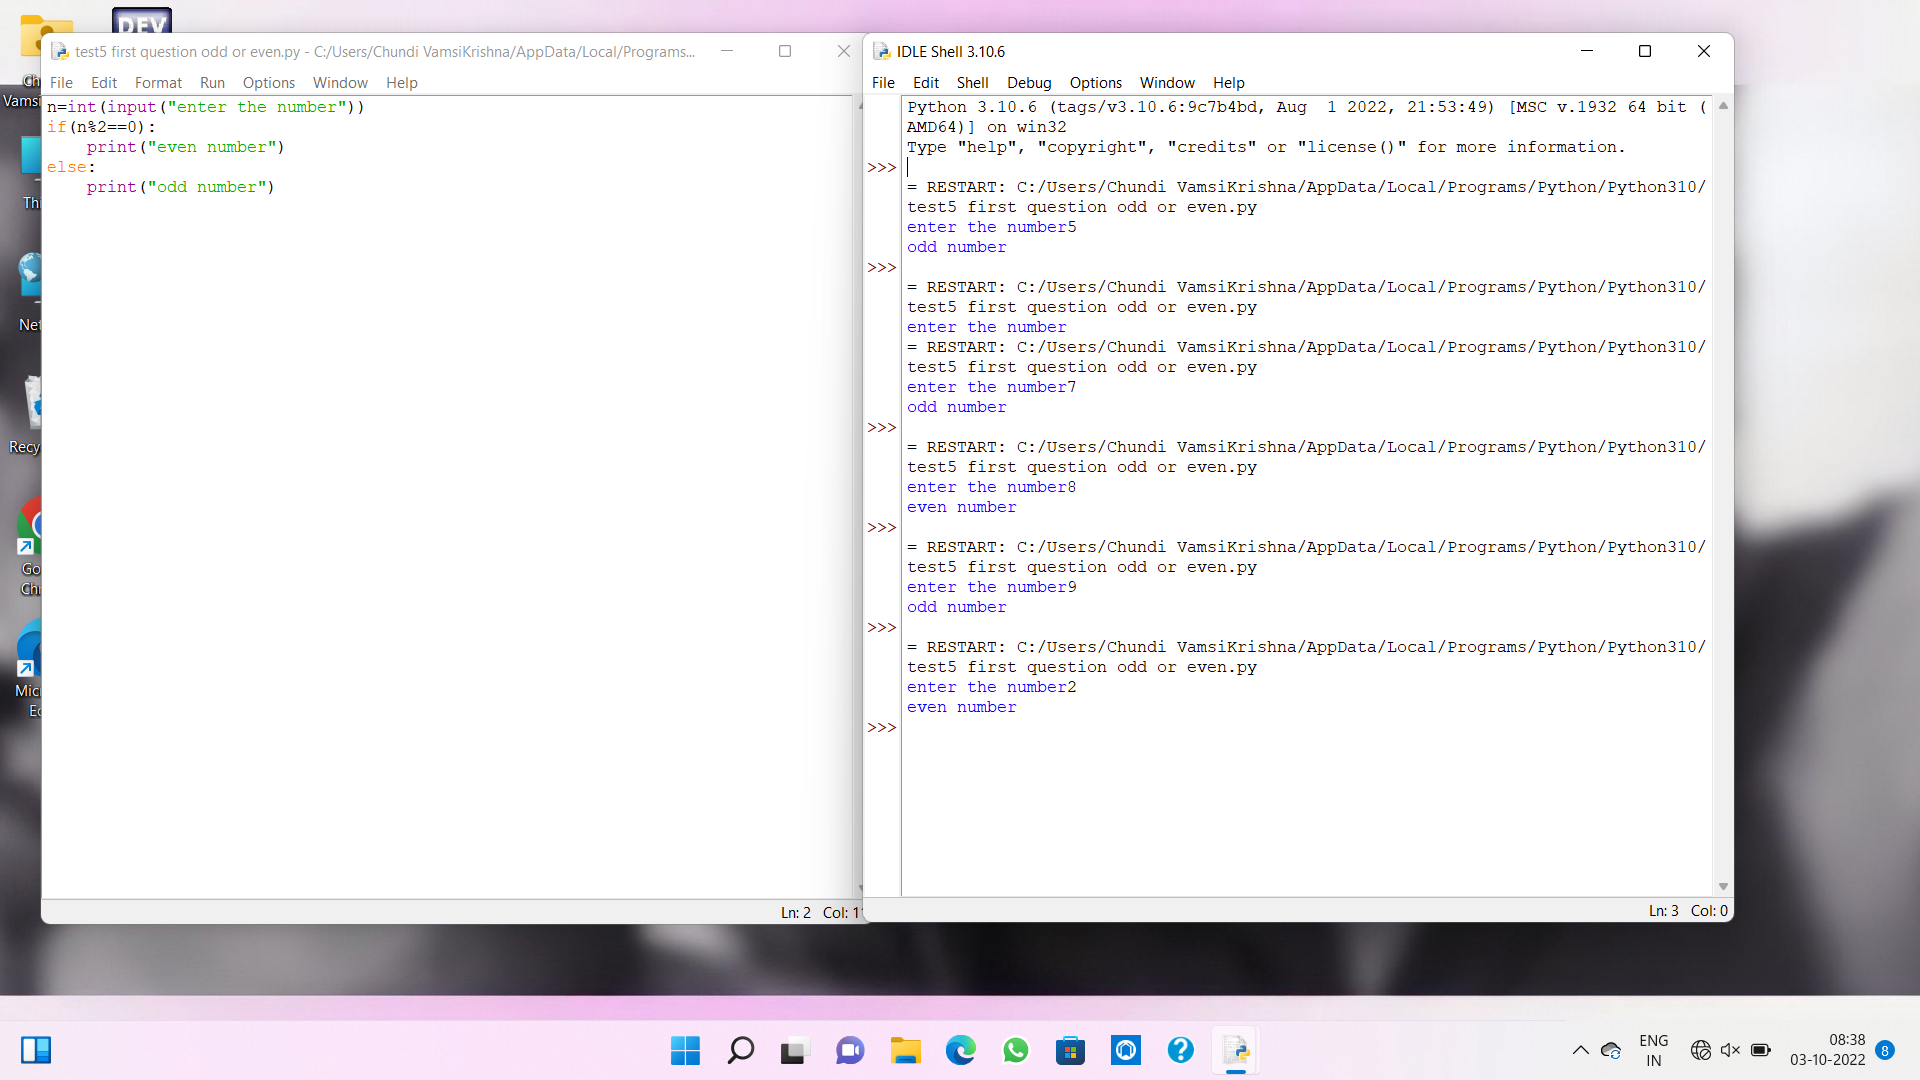 DEV
test5 first question odd or even.py - C:/Users/Chundi VamsiKrishna/AppData/Local/Programs...
File Edit Format Run Options Window Help
n=int(input("enter the number"))
if(n%2==0):
    print("even number")
else:
    print("odd number")
Ln: 2 Col: 1
IDLE Shell 3.10.6
File Edit Shell Debug Options Window Help
Python 3.10.6 (tags/v3.10.6:9c7b4bd, Aug  1 2022, 21:53:49) [MSC v.1932 64 bit (
AMD64)] on win32
Type "help", "copyright", "credits" or "license()" for more information.
>>>
= RESTART: C:/Users/Chundi VamsiKrishna/AppData/Local/Programs/Python/Python310/
test5 first question odd or even.py
enter the number5
odd number
>>>
= RESTART: C:/Users/Chundi VamsiKrishna/AppData/Local/Programs/Python/Python310/
test5 first question odd or even.py
enter the number
= RESTART: C:/Users/Chundi VamsiKrishna/AppData/Local/Programs/Python/Python310/
test5 first question odd or even.py
enter the number7
odd number
>>>
= RESTART: C:/Users/Chundi VamsiKrishna/AppData/Local/Programs/Python/Python310/
test5 first question odd or even.py
enter the number8
even number
>>>
= RESTART: C:/Users/Chundi VamsiKrishna/AppData/Local/Programs/Python/Python310/
test5 first question odd or even.py
enter the number9
odd number
>>>
= RESTART: C:/Users/Chundi VamsiKrishna/AppData/Local/Programs/Python/Python310/
test5 first question odd or even.py
enter the number2
even number
>>>
Ln: 3 Col: 0
Ch
Vamsi
Thi
Net
Recy
Go
Chr
Mic
Ed
ENG
IN
08:38
03-10-2022
8